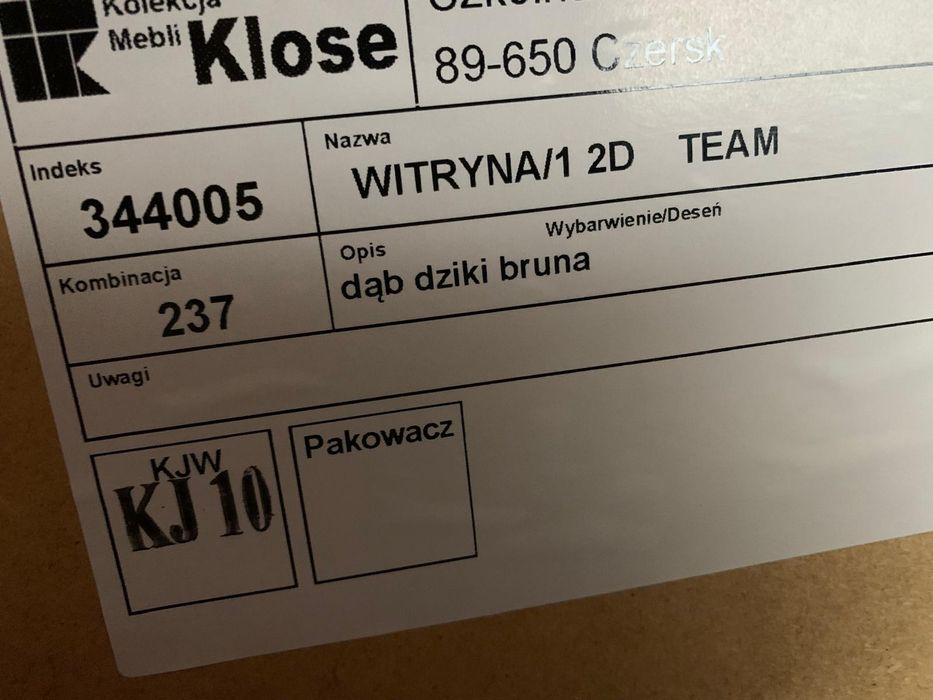 Kolekcja
Mebli Klose
89-650 Czersk
Indeks
344005
Nazwa
WITRYNA/1 2D TEAM
Kombinacja
237
Opis
Wybarwienie/Deseń
dąb dziki bruna
Uwagi
KJW
KJ 10
Pakowacz